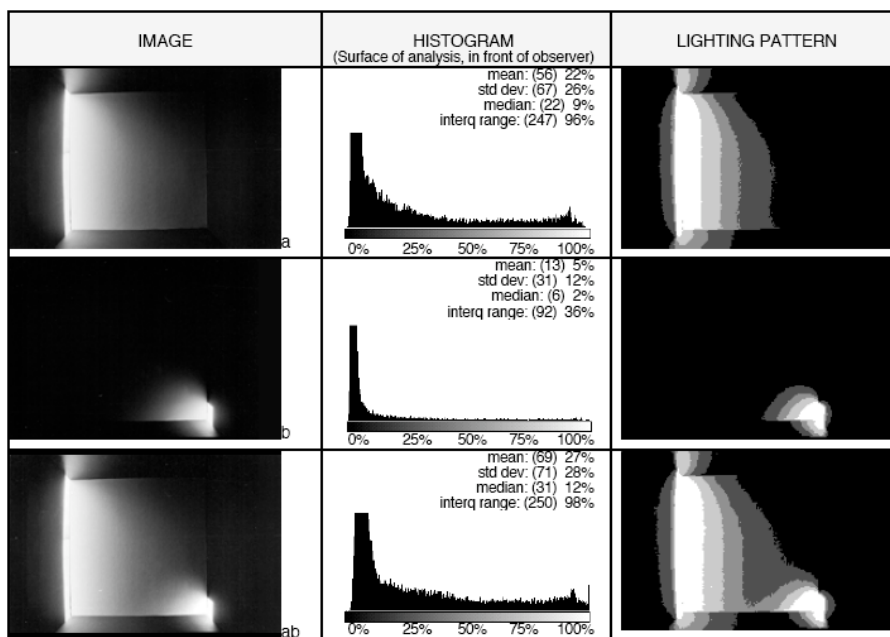 IMAGE
HISTOGRAM
(Surface of analysis, in front of observer)
LIGHTING PATTERN
a
mean: (56) 22%
std dev: (67) 26%
median: (22) 9%
interq range: (247) 96%
0% 25% 50% 75% 100%
b
mean: (13) 5%
std dev: (31) 12%
median: (6) 2%
interq range: (92) 36%
0% 25% 50% 75% 100%
ab
mean: (69) 27%
std dev: (71) 28%
median: (31) 12%
interq range: (250) 98%
0% 25% 50% 75% 100%